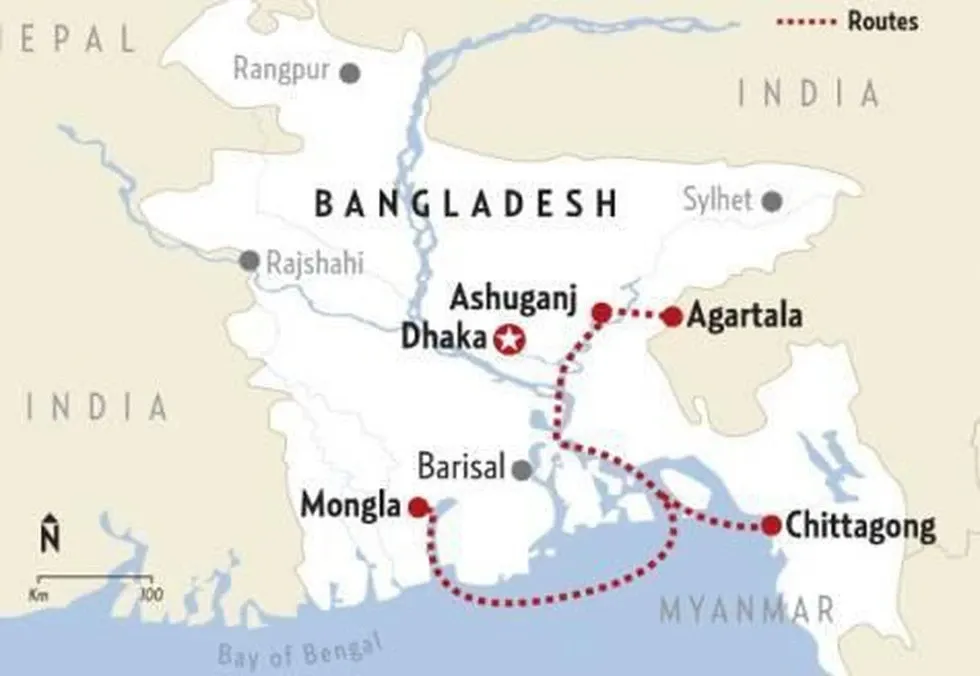 Routes
EPAL
Rangpur
INDIA
BANGLADESH
Sylhet
Rajshahi
Ashuganj
Agartala
Dhaka
INDIA
Barisal
Mongla
Chittagong
N
Km 100
MYANMAR
Bay of Bengal